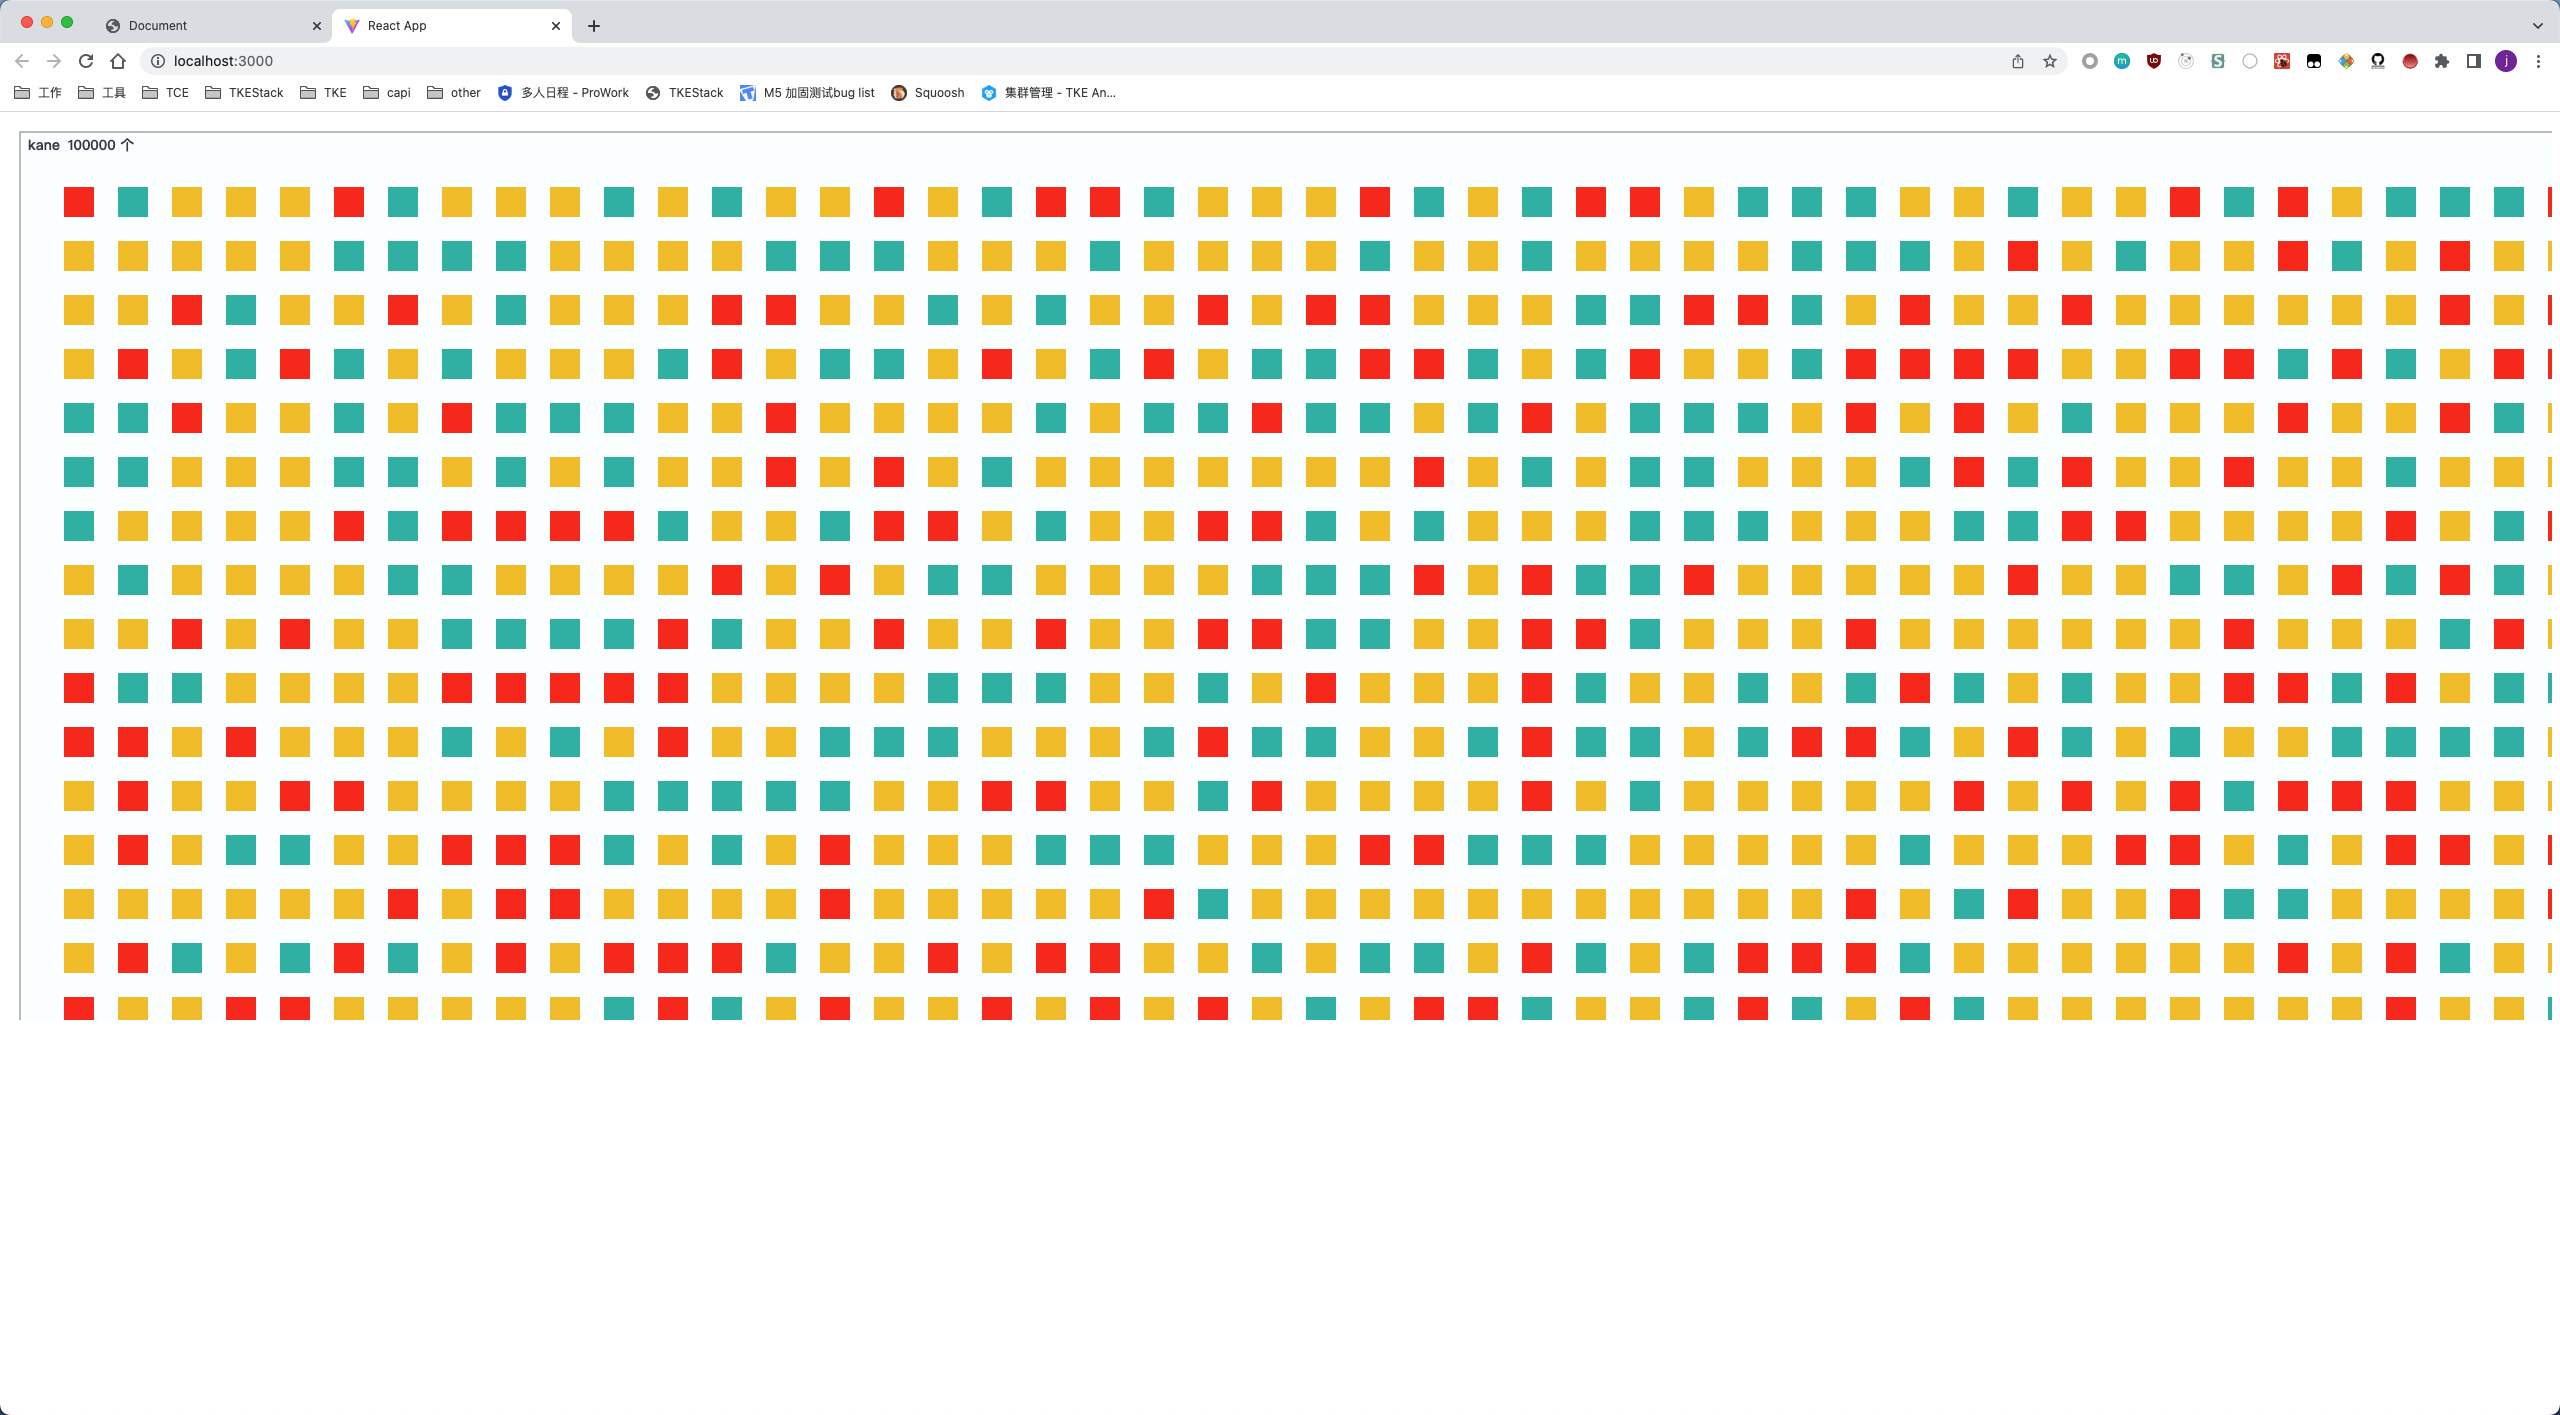 Document
React App
localhost:3000
工作
工具
TCE
TKEStack
TKE
capi
other
多人日程 - ProWork
TKEStack
M5 加固测试bug list
Squoosh
集群管理 - TKE An...
kane 100000 个
m
S
j